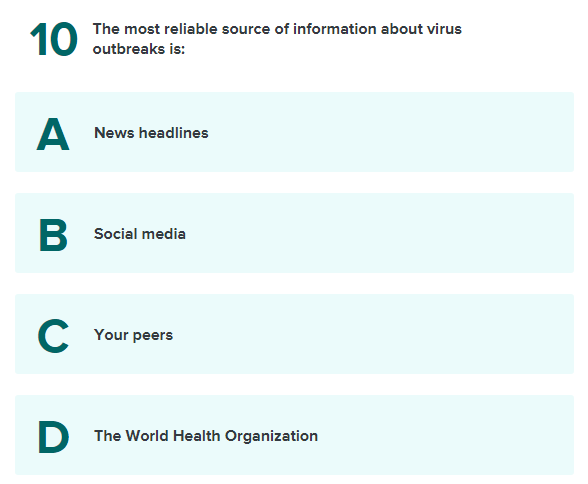 10
The most reliable source of information about virus
outbreaks is:
A
News headlines
B
Social media
C
Your peers
D
The World Health Organization